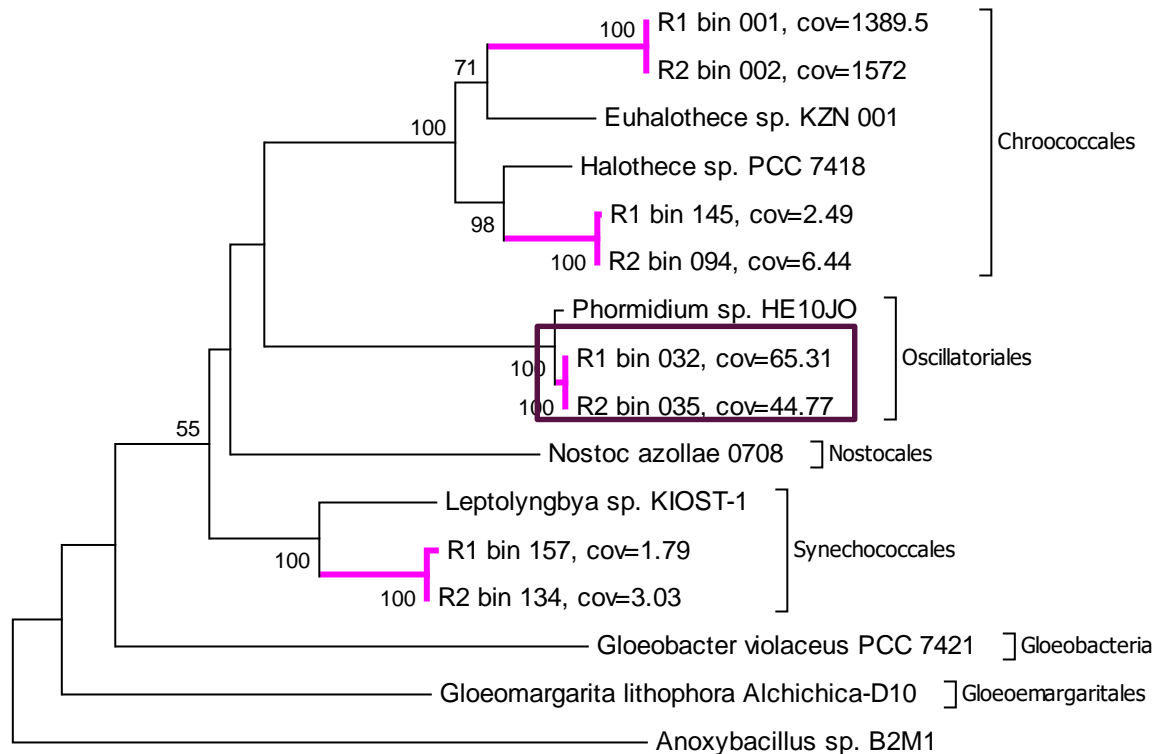 R1 bin 001, cov=1389.5
100
R2 bin 002, cov=1572
71
Euhalothece sp. KZN 001
100
Chroococcales
Halothece sp. PCC 7418
R1 bin 145, cov=2.49
98
R2 bin 094, cov=6.44
100
Phormidium sp. HE10JO
R1 bin 032, cov=65.31
Oscillatoriales
100
R2 bin 035, cov=44.77
100
55
Nostoc azollae 0708
Nostocales
Leptolyngbya sp. KIOST-1
R1 bin 157, cov=1.79
Synechococcales
100
R2 bin 134, cov=3.03
100
Gloeobacter violaceus PCC 7421
Gloeobacteria
Gloeomargarita lithophora Alchichica-D10
Gloeoemargaritales
Anoxybacillus sp. B2M1